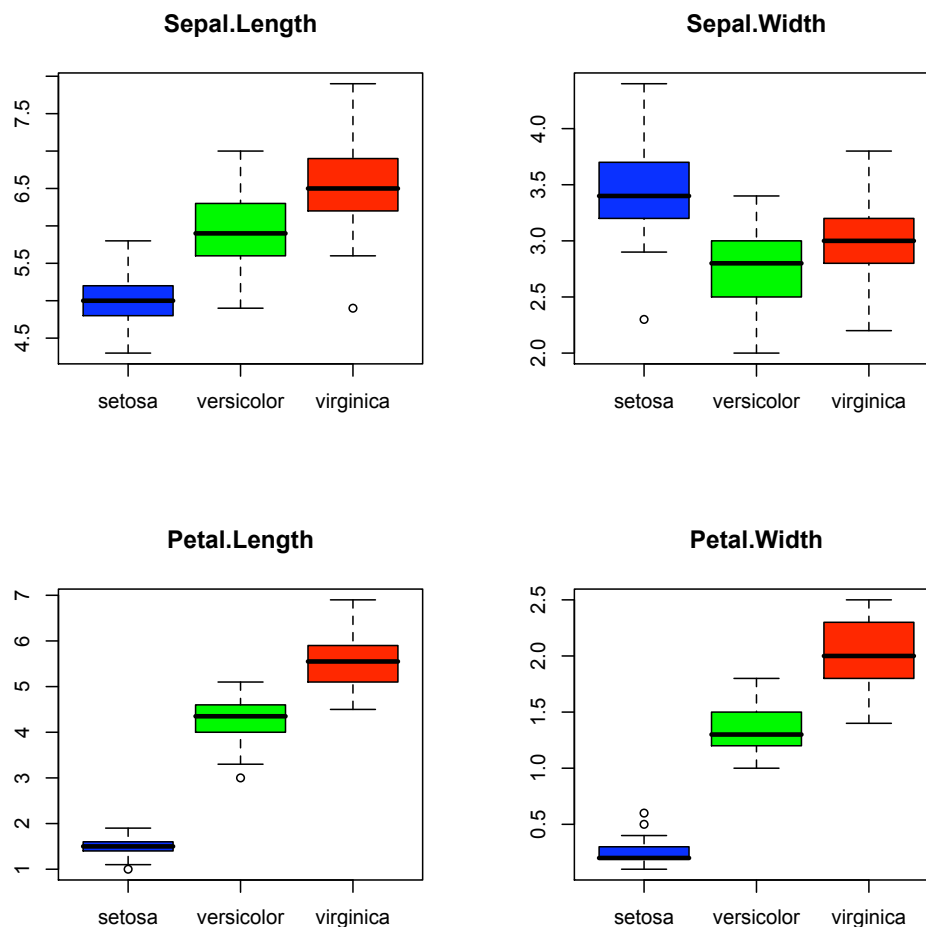 Sepal.Length
7.5
6.5
5.5
4.5
setosa versicolor virginica
Sepal.Width
4.0
3.5
3.0
2.5
2.0
setosa versicolor virginica
Petal.Length
7
6
5
4
3
2
1
setosa versicolor virginica
Petal.Width
2.5
2.0
1.5
1.0
0.5
setosa versicolor virginica